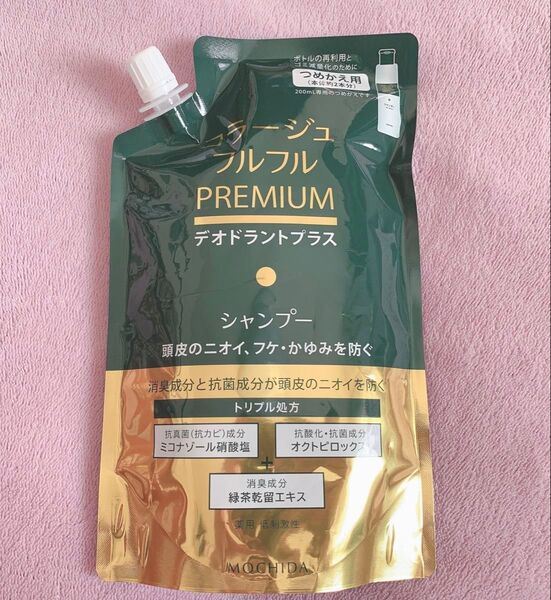 ボトルの再利用と
ゴミ減量化のために
つめかえ用
(本体約2本分)
200mL専用のつめかえです
コラージュ
フルフル
PREMIUM
デオドラントプラス
シャンプー
頭皮のニオイ、フケ・かゆみを防ぐ
消臭成分と抗菌成分が頭皮のニオイを防ぐ
トリプル処方
抗真菌(抗カビ)成分
ミコナゾール硝酸塩
抗酸化・抗菌成分
オクトピロックス
+
消臭成分
緑茶乾留エキス
薬用 低刺激性
MOCHIDA